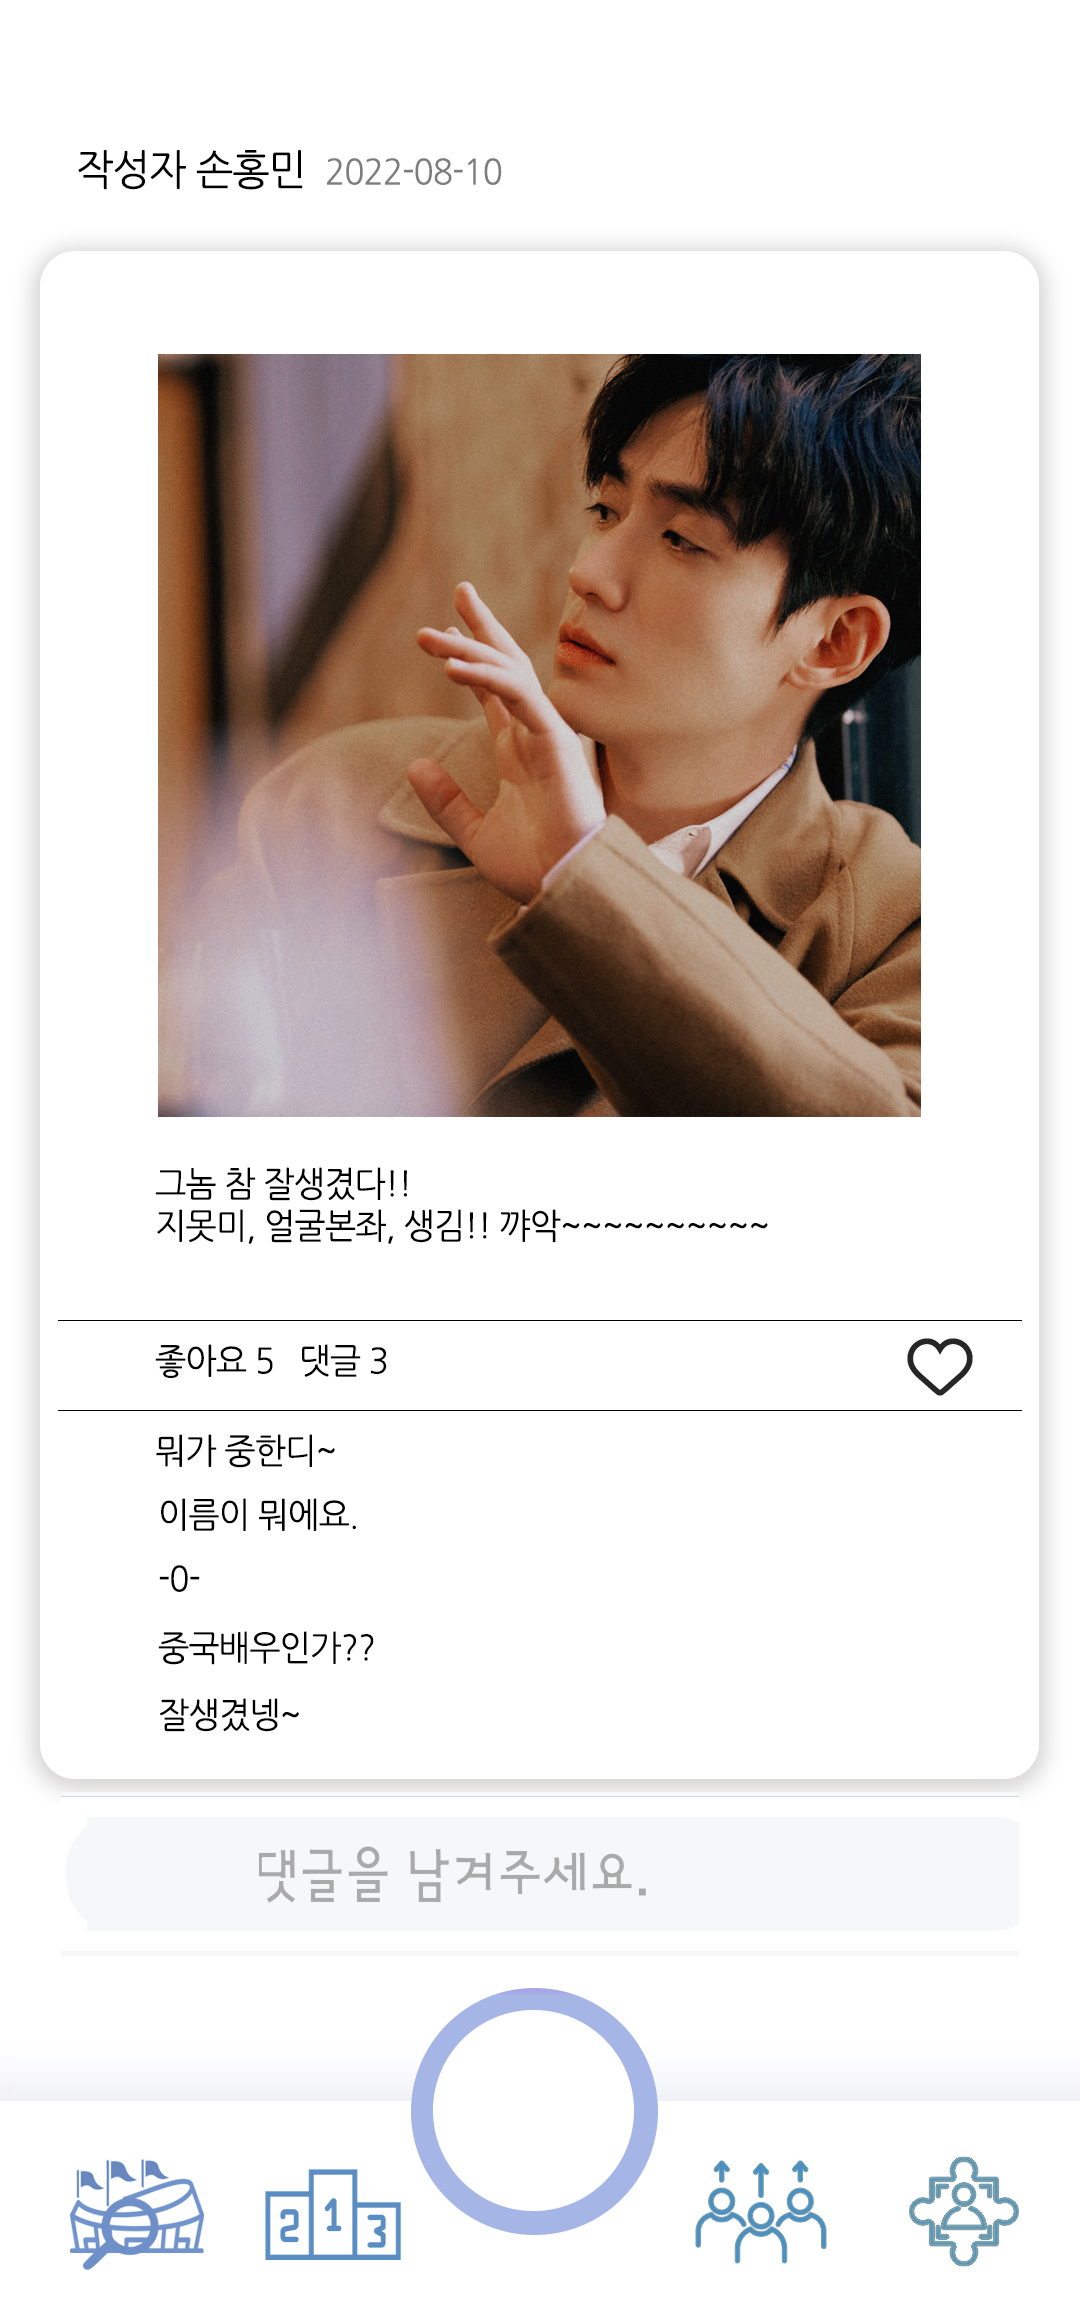 작성자 손홍민 2022-08-10
그놈 참 잘생겼다!!
지못미, 얼굴본좌, 생김!! 꺄악~~~~~~~~~~
좋아요 5 댓글 3
뭐가 중한디~
이름이 뭐에요.
-0-
중국배우인가??
잘생겼넹~
댓글을 남겨주세요.
2 1 3